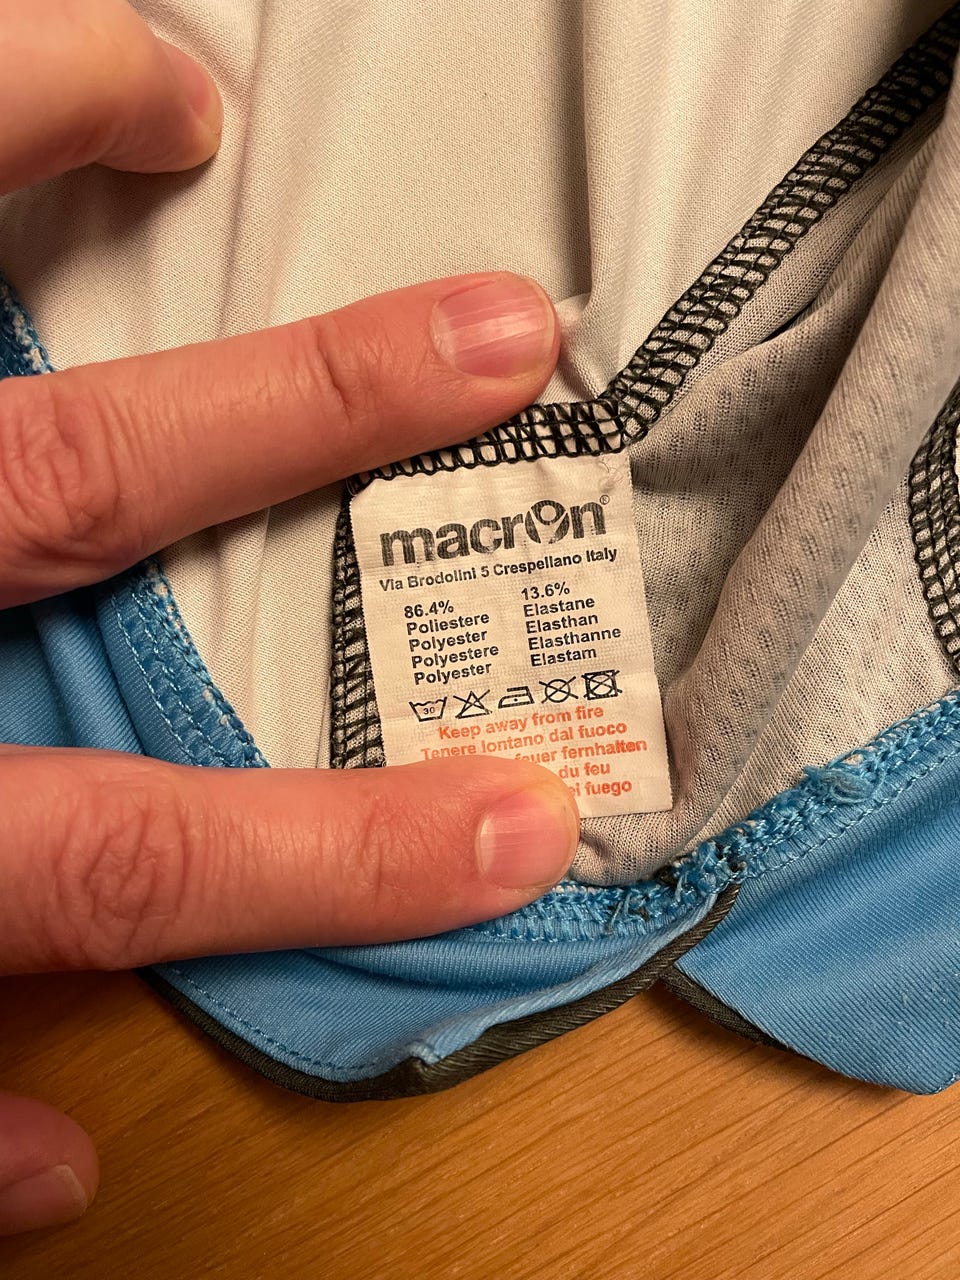 macron®
Via Brodolini 5 Crespellano Italy
86.4%
Poliestere
Polyester
Polyestere
Polyester
13.6%
Elastane
Elasthan
Elasthanne
Elastam
30
Keep away from fire
Tenere lontano dal fuoco
fernhalten
du feu
fuego